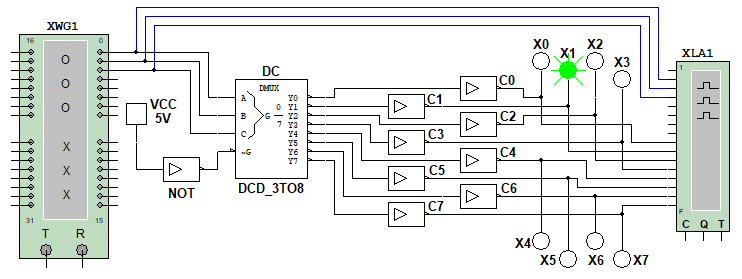 XWG1
16 0
O
O
O
X
X
X
31 15
T R
VCC
5V
NOT
DC
DMUX
A
B
C
~G
G
0
7
Y0
Y1
Y2
Y3
Y4
Y5
Y6
Y7
DCD_3TO8
C0
C1
C2
C3
C4
C5
C6
C7
X0
X1
X2
X3
X4
X5
X6
X7
XLA1
1
F
C Q T